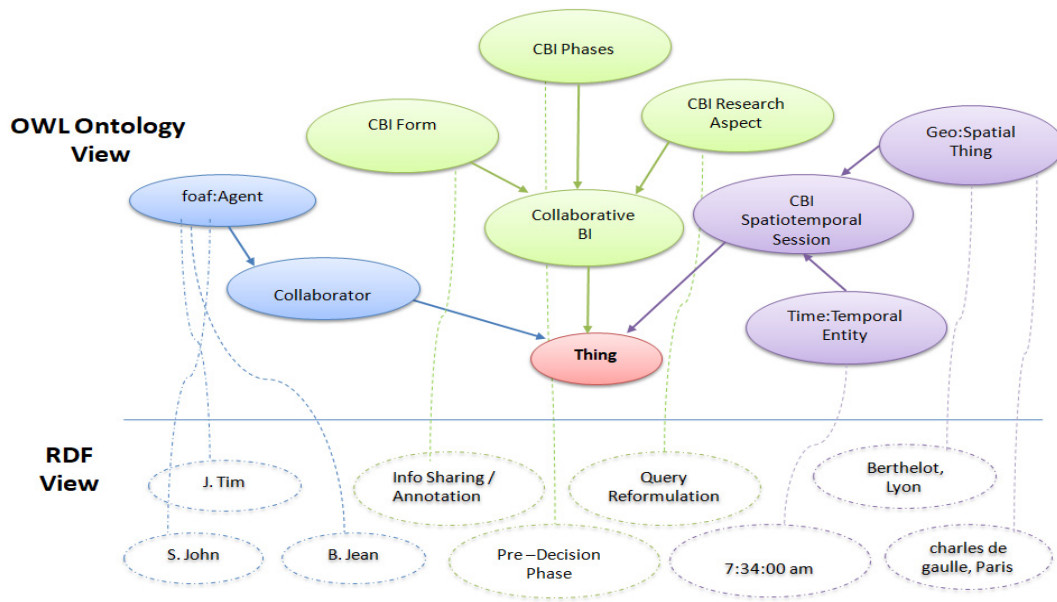 CBI Phases
CBI Form
CBI Research
Aspect
OWL Ontology
View
Geo:Spatial
Thing
foaf:Agent
Collaborative
BI
CBI
Spatiotemporal
Session
Collaborator
Time:Temporal
Entity
Thing
RDF
View
J. Tim
Info Sharing /
Annotation
Query
Reformulation
Berthelot,
Lyon
S. John
B. Jean
Pre –Decision
Phase
7:34:00 am
charles de
gaulle, Paris